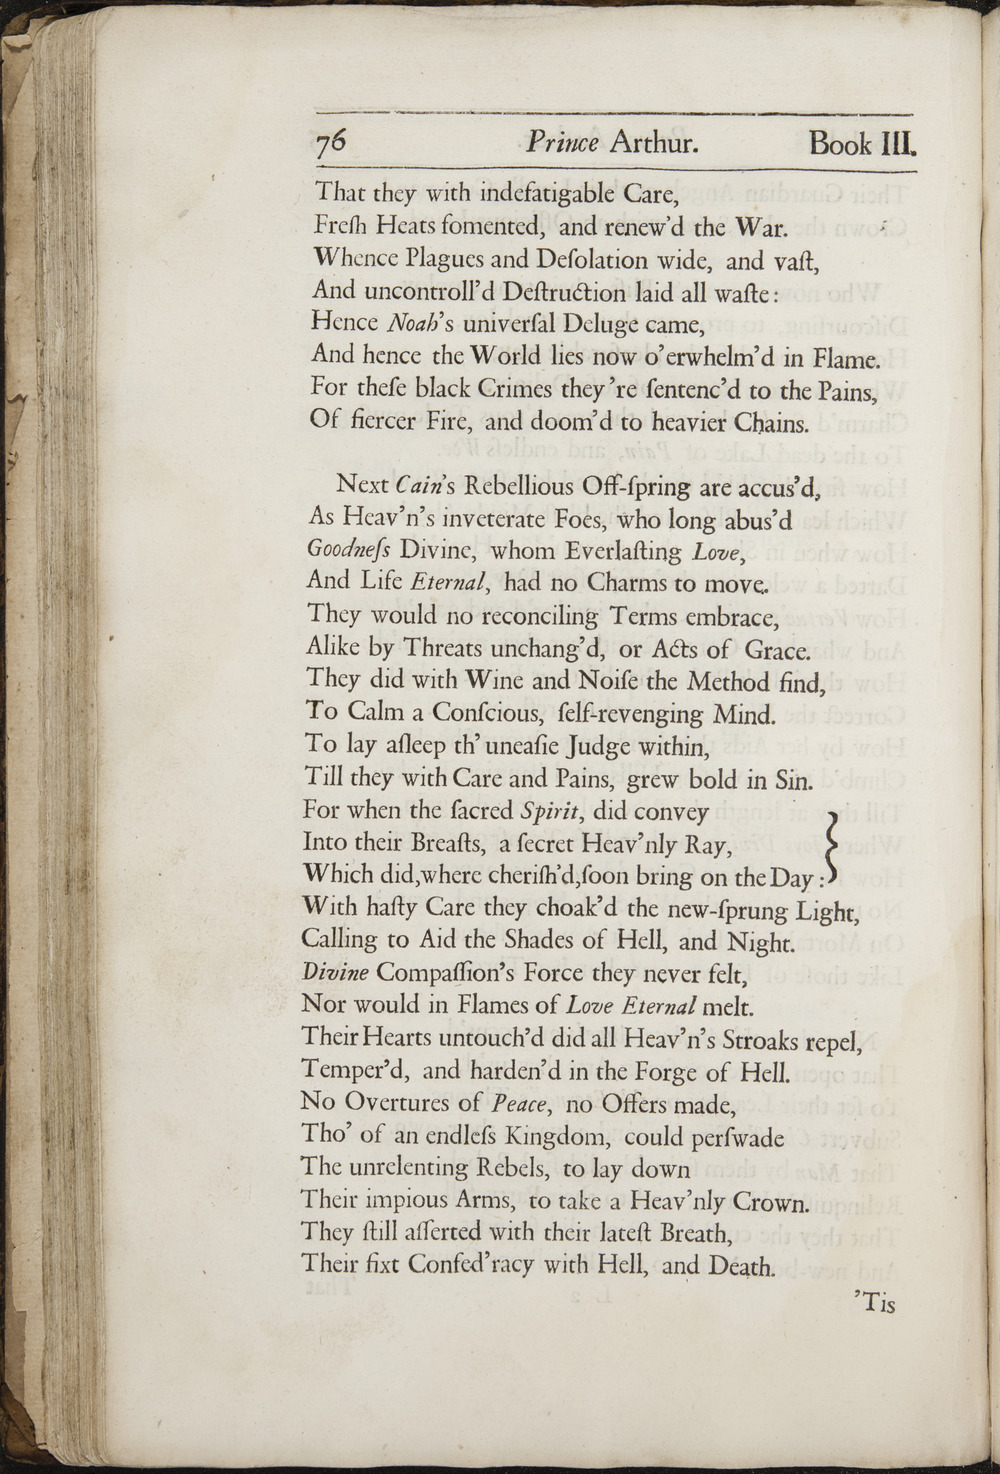 76 Prince Arthur. Book III.
That they with indefatigable Care,
Freſh Heats fomented, and renew'd the War.
Whence Plagues and Deſolation wide, and vaſt,
And uncontroll'd Deſtruction laid all waſte:
Hence Noah's univerſal Deluge came,
And hence the World lies now o'erwhelm'd in Flame.
For theſe black Crimes they're ſentenc'd to the Pains,
Of fiercer Fire, and doom'd to heavier Chains.
Next Cain's Rebellious Off-ſpring are accus'd,
As Heav'n's inveterate Foes, who long abus'd
Goodneſs Divine, whom Everlaſting Love,
And Life Eternal, had no Charms to move.
They would no reconciling Terms embrace,
Alike by Threats unchang'd, or Acts of Grace.
They did with Wine and Noiſe the Method find,
To Calm a Conſcious, ſelf-revenging Mind.
To lay aſleep th' uneaſie Judge within,
Till they with Care and Pains, grew bold in Sin.
For when the ſacred Spirit, did convey
Into their Breaſts, a ſecret Heav'nly Ray,
Which did, where cheriſh'd, ſoon bring on the Day:
With haſty Care they choak'd the new-ſprung Light,
Calling to Aid the Shades of Hell, and Night.
Divine Compaſſion's Force they never felt,
Nor would in Flames of Love Eternal melt.
Their Hearts untouch'd did all Heav'n's Stroaks repel,
Temper'd, and harden'd in the Forge of Hell.
No Overtures of Peace, no Offers made,
Tho' of an endleſs Kingdom, could perſwade
The unrelenting Rebels, to lay down
Their impious Arms, to take a Heav'nly Crown.
They ſtill aſſerted with their lateſt Breath,
Their fixt Confed'racy with Hell, and Death.
'Tis